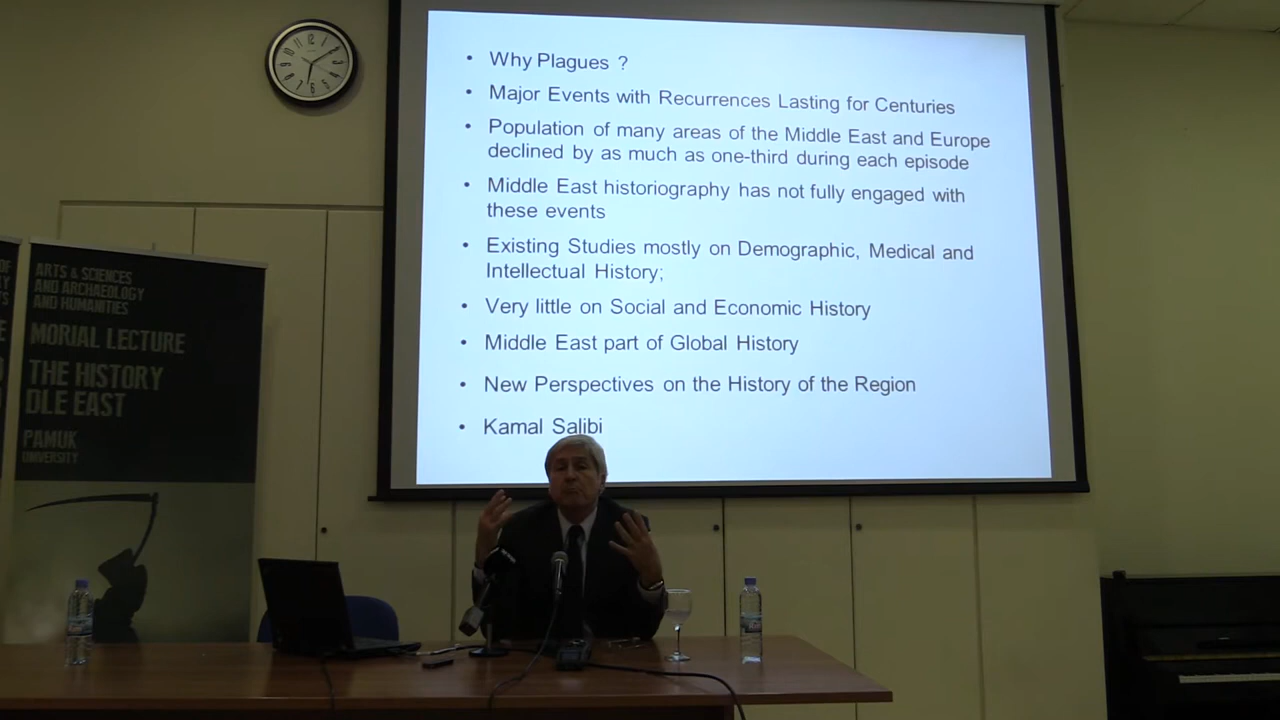 • Why Plagues ?
• Major Events with Recurrences Lasting for Centuries
• Population of many areas of the Middle East and Europe
declined by as much as one-third during each episode
• Middle East historiography has not fully engaged with
these events
• Existing Studies mostly on Demographic, Medical and
Intellectual History;
• Very little on Social and Economic History
• Middle East part of Global History
• New Perspectives on the History of the Region
• Kamal Salibi
ARTS & SCIENCES
AND ARCHAEOLOGY
AND HUMANITIES
MORIAL LECTURE
THE HISTORY
DLE EAST
PAMUK
UNIVERSITY